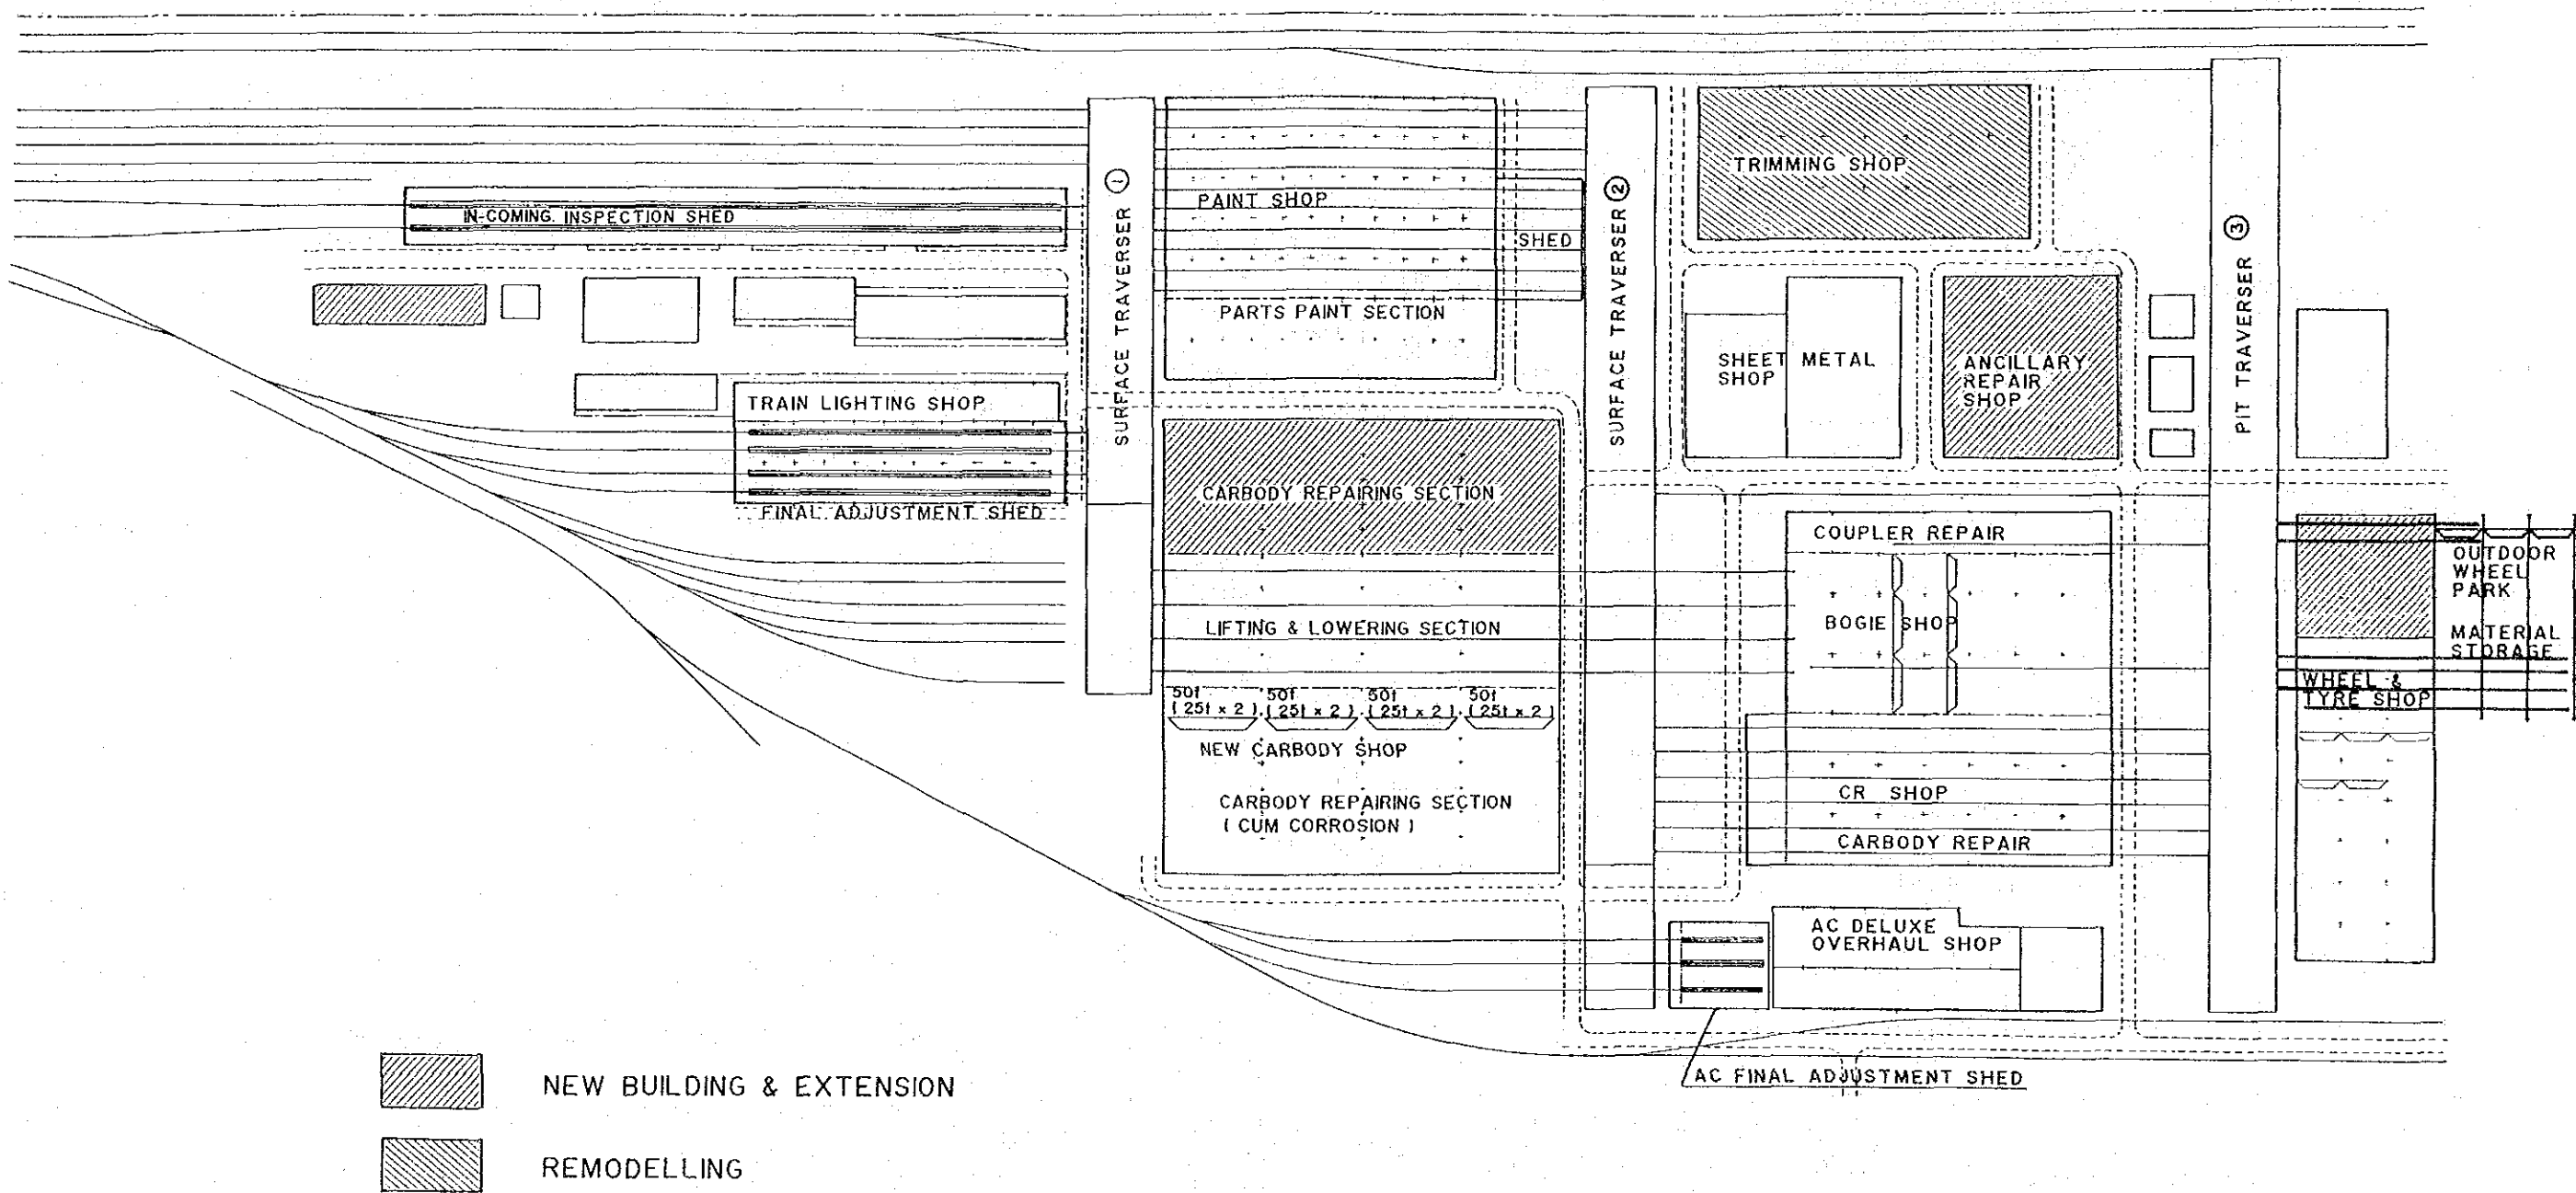 IN-COMING. INSPECTION SHED
TRAIN LIGHTING SHOP
FINAL ADJUSTMENT SHED
SURFACE TRAVERSER ①
PAINT SHOP
SHED
PARTS PAINT SECTION
CARBODY REPAIRING SECTION
LIFTING & LOWERING SECTION
50t 50t 50t 50t
(25t × 2).(25t × 2).(25t × 2).(25t × 2)
NEW CARBODY SHOP
CARBODY REPAIRING SECTION
(CUM CORROSION)
SURFACE TRAVERSER ②
TRIMMING SHOP
SHEET METAL
SHOP
ANCILLARY
REPAIR
SHOP
COUPLER REPAIR
BOGIE SHOP
CR SHOP
CARBODY REPAIR
AC DELUXE
OVERHAUL SHOP
AC FINAL ADJUSTMENT SHED
PIT TRAVERSER ③
OUTDOOR
WHEEL
PARK
MATERIAL
STORAGE
WHEEL &
TYRE SHOP
NEW BUILDING & EXTENSION
REMODELLING